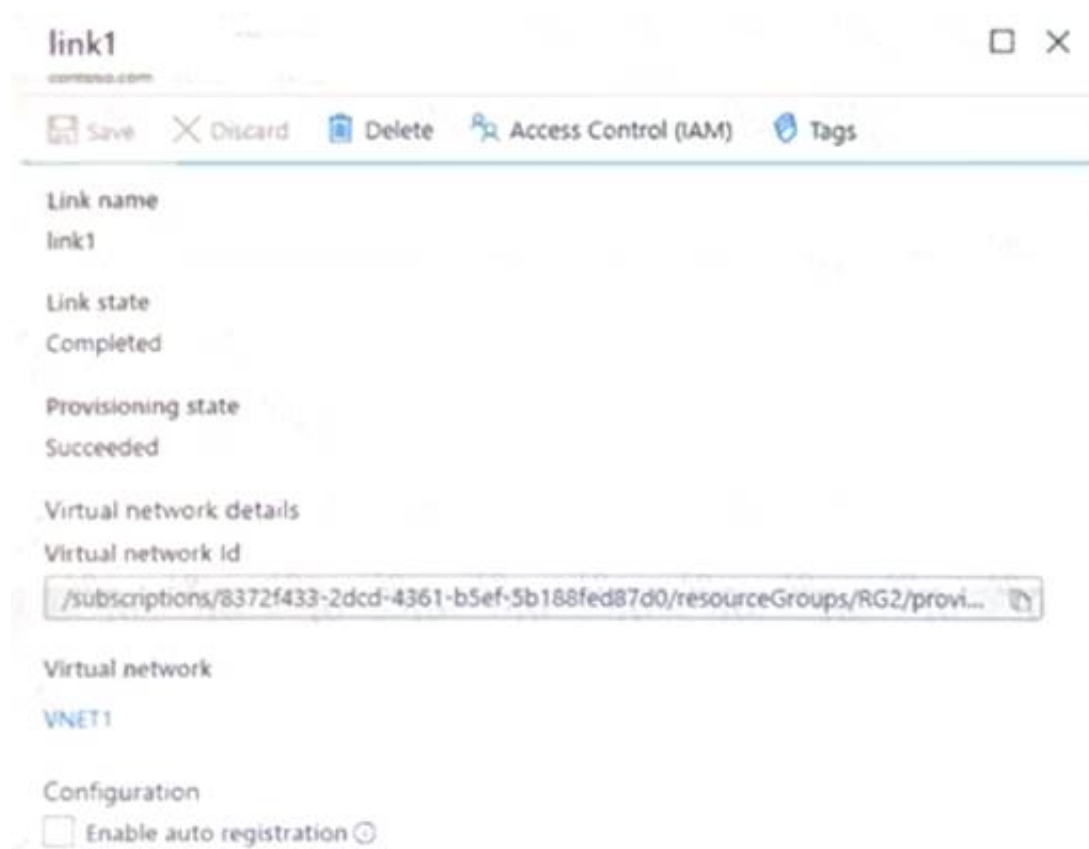 link1
contoso.com
Save Discard Delete Access Control (IAM) Tags
Link name
link1
Link state
Completed
Provisioning state
Succeeded
Virtual network details
Virtual network Id
/subscriptions/8372f433-2dcd-4361-b5ef-5b188fed87d0/resourceGroups/RG2/provi...
Virtual network
VNET1
Configuration
Enable auto registration